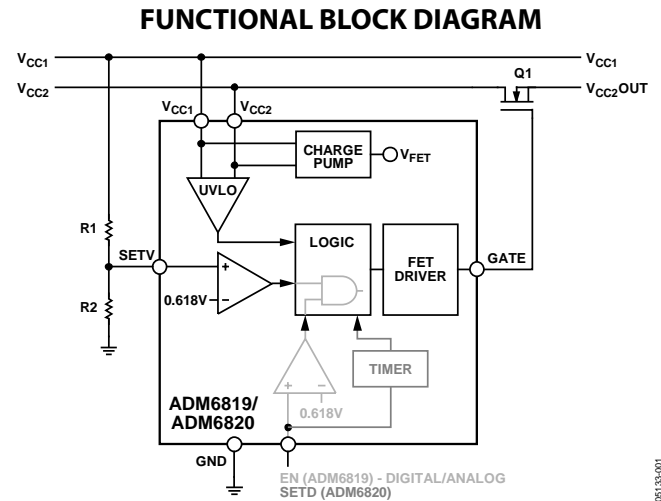 FUNCTIONAL BLOCK DIAGRAM
VCC1 VCC1
Q1
VCC2 VCC2OUT
VCC1 VCC2
CHARGE
PUMP
VFET
UVLO
R1
LOGIC
SETV
FET
DRIVER
GATE
+
0.618V
–
R2
TIMER
+ –
0.618V
ADM6819/
ADM6820
GND
EN (ADM6819) - DIGITAL/ANALOG
SETD (ADM6820)
05133-001